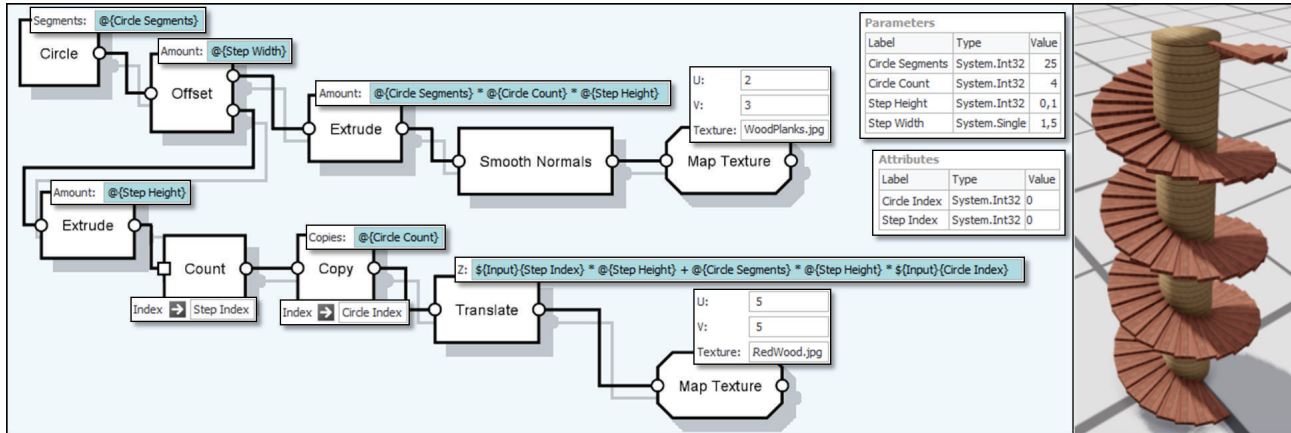 Segments: @{Circle Segments}
Circle
Amount: @{Step Width}
Offset
Amount: @{Circle Segments} * @{Circle Count} * @{Step Height}
Extrude
Smooth Normals
U: 2
V: 3
Texture: WoodPlanks.jpg
Map Texture
Amount: @{Step Height}
Extrude
Count
Index Step Index
Copies: @{Circle Count}
Copy
Index Circle Index
Z: ${Input}{Step Index} * @{Step Height} + @{Circle Segments} * @{Step Height} * ${Input}{Circle Index}
Translate
U: 5
V: 5
Texture: RedWood.jpg
Map Texture
Parameters
Label Type Value
Circle Segments System.Int32 25
Circle Count System.Int32 4
Step Height System.Int32 0,1
Step Width System.Single 1,5
Attributes
Label Type Value
Circle Index System.Int32 0
Step Index System.Int32 0